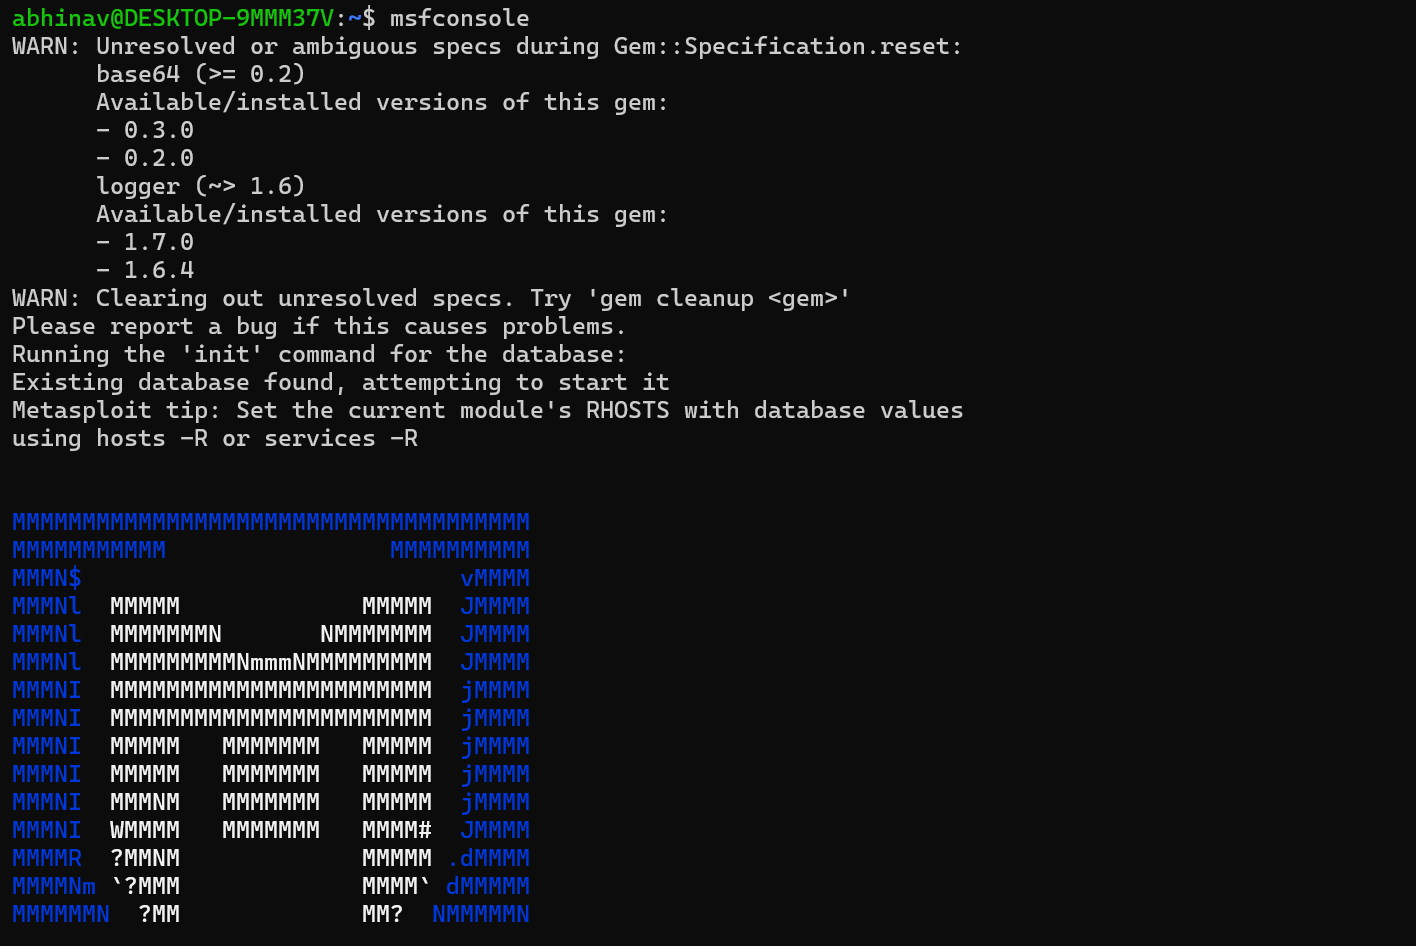 abhinav@DESKTOP-9MMM37V:~$ msfconsole
WARN: Unresolved or ambiguous specs during Gem::Specification.reset:
      base64 (>= 0.2)
      Available/installed versions of this gem:
      - 0.3.0
      - 0.2.0
      logger (~> 1.6)
      Available/installed versions of this gem:
      - 1.7.0
      - 1.6.4
WARN: Clearing out unresolved specs. Try 'gem cleanup <gem>'
Please report a bug if this causes problems.
Running the 'init' command for the database:
Existing database found, attempting to start it
Metasploit tip: Set the current module's RHOSTS with database values
using hosts -R or services -R

MMMMMMMMMMMMMMMMMMMMMMMMMMMMMMMMMMMMM
MMMMMMMMMMM                MMMMMMMMMM
MMMN$                           vMMMM
MMMNl  MMMMM             MMMMM  JMMMM
MMMNl  MMMMMMMN       NMMMMMMM  JMMMM
MMMNl  MMMMMMMMMNmmmNMMMMMMMMM  JMMMM
MMMNI  MMMMMMMMMMMMMMMMMMMMMMM  jMMMM
MMMNI  MMMMMMMMMMMMMMMMMMMMMMM  jMMMM
MMMNI  MMMMM   MMMMMMM   MMMMM  jMMMM
MMMNI  MMMMM   MMMMMMM   MMMMM  jMMMM
MMMNI  MMMNM   MMMMMMM   MMMMM  jMMMM
MMMNI  WMMMM   MMMMMMM   MMMM#  JMMMM
MMMMR  ?MMNM             MMMMM .dMMMM
MMMMNm `?MMM             MMMM` dMMMMM
MMMMMMN  ?MM             MM?  NMMMMMN